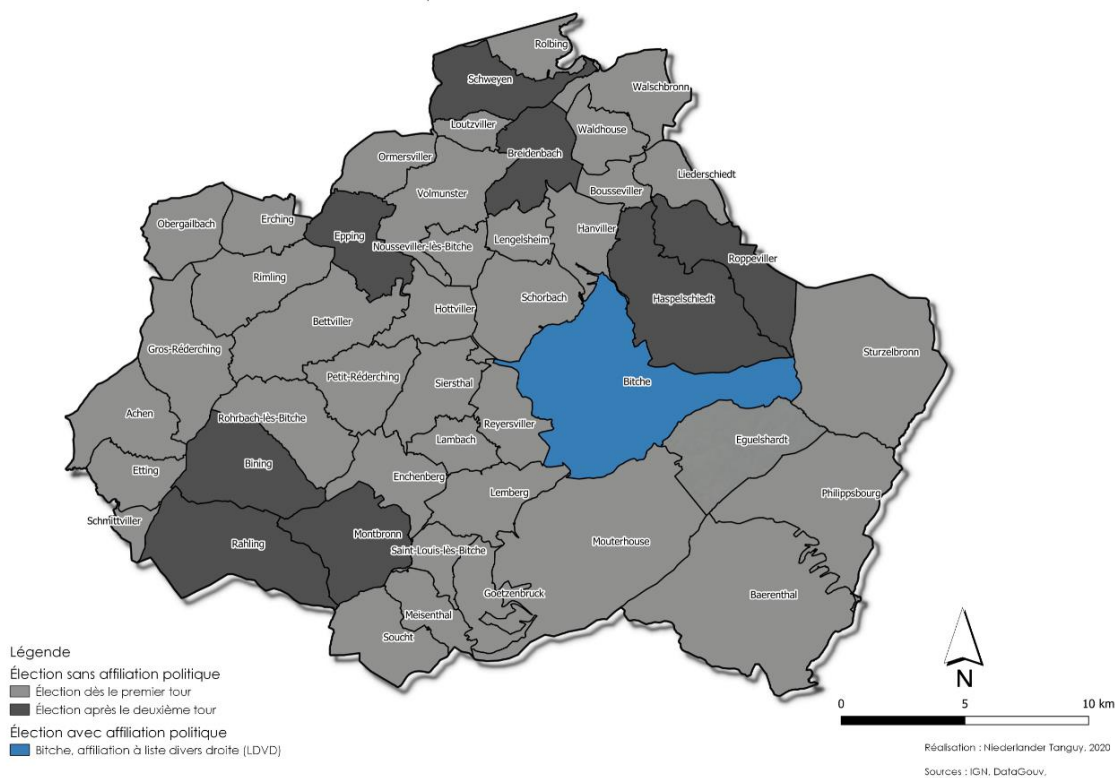 Rolbing
Schweyen
Walschbronn
Loutzviller
Waldhouse
Breidenbach
Ormersviller
Liederschiedt
Volmunster
Bousseviller
Obergailbach
Erching
Epping
Hanviller
Lengelsheim
Nousseviller-lès-Bitche
Roppeviller
Rimling
Schorbach
Haspelschiedt
Hottviller
Bettviller
Gros-Réderching
Sturzelbronn
Petit-Réderching
Siersthal
Bitche
Achen
Rohrbach-lès-Bitche
Reyersviller
Lambach
Eguelshardt
Bining
Etting
Enchenberg
Lemberg
Philippsbourg
Schmittviller
Montbronn
Rahling
Mouterhouse
Saint-Louis-lès-Bitche
Goetzenbruck
Baerenthal
Meisenthal
Soucht
Légende
Élection sans affiliation politique
Élection dès le premier tour
Élection après le deuxième tour
Élection avec affiliation politique
Bitche, affiliation à liste divers droite (LDVD)
N
0 5 10 km
Réalisation : Niederlander Tanguy, 2020
Sources : IGN, DataGouv,